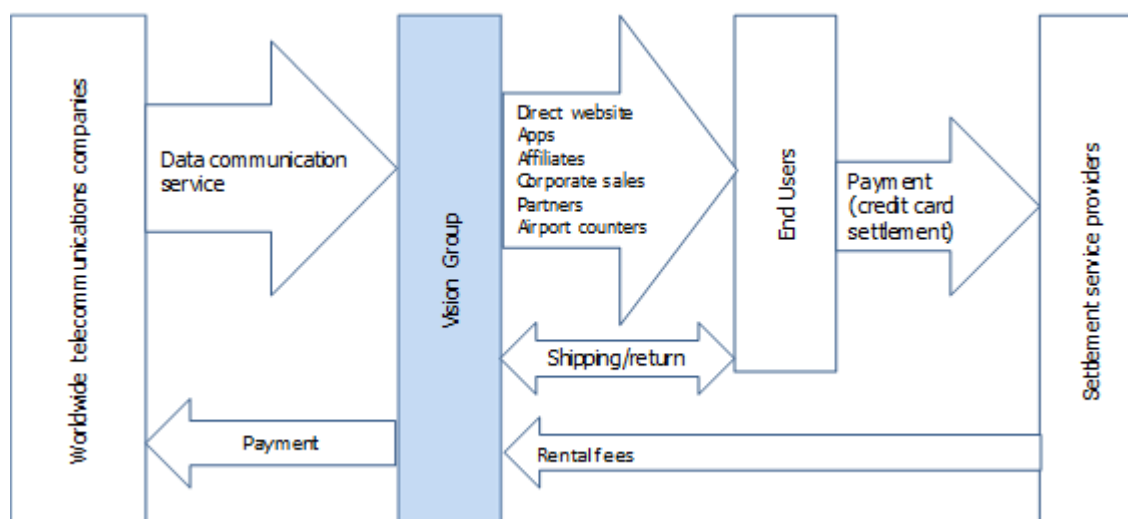 Worldwide telecommunications companies
Data communication
service
Payment
Vision Group
Direct website
Apps
Affiliates
Corporate sales
Partners
Airport counters
Shipping/return
Rental fees
End Users
Payment
(credit card
settlement)
Settlement service providers